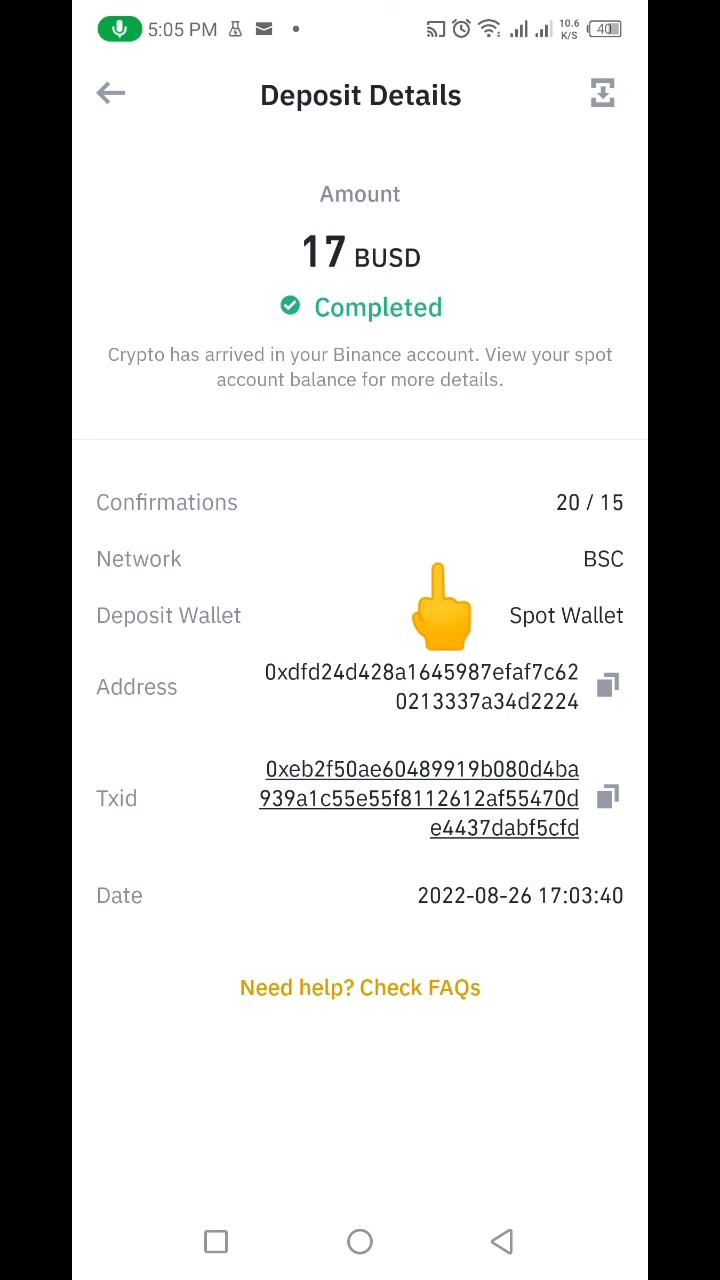 5:05 PM
10.6
K/S
40
Deposit Details
Amount
17 BUSD
Completed
Crypto has arrived in your Binance account. View your spot
account balance for more details.
Confirmations
20 / 15
Network
BSC
Deposit Wallet
Spot Wallet
Address
0xdfd24d428a1645987efaf7c62
0213337a34d2224
Txid
0xeb2f50ae60489919b080d4ba
939a1c55e55f8112612af55470d
e4437dabf5cfd
Date
2022-08-26 17:03:40
Need help? Check FAQs